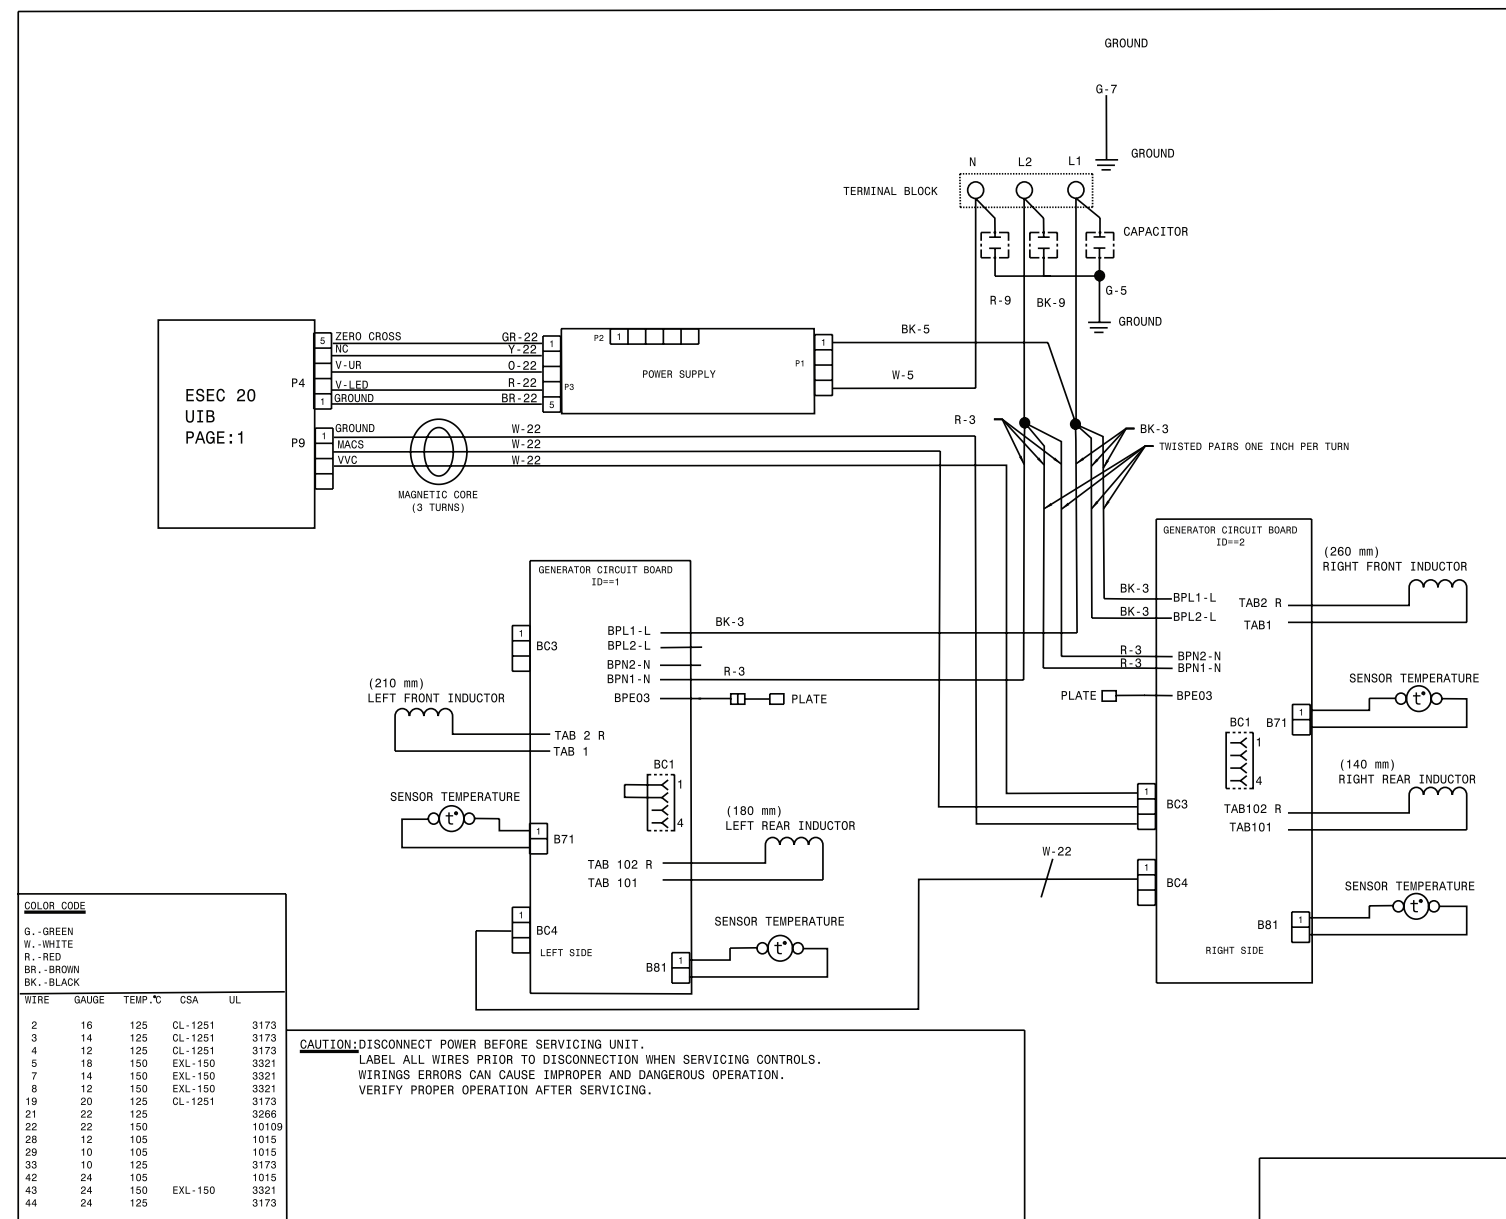 GROUND
G-7
GROUND
N L2 L1
TERMINAL BLOCK
CAPACITOR
R-9 BK-9 G-5
GROUND
BK-5
W-5
ESEC 20
UIB
PAGE:1
P4
5 ZERO CROSS GR-22 1
NC Y-22
V-UR O-22
V-LED R-22
1 GROUND BR-22 5
P3
P2 1
POWER SUPPLY
P1 1
P9
1 GROUND W-22
MACS W-22
VVC W-22
MAGNETIC CORE
(3 TURNS)
R-3
BK-3
TWISTED PAIRS ONE INCH PER TURN
GENERATOR CIRCUIT BOARD
ID==1
1
BC3
BPL1-L BK-3
BPL2-L
BPN2-N
BPN1-N R-3
BPE03 PLATE
(210 mm)
LEFT FRONT INDUCTOR
TAB 2 R
TAB 1
BC1
1
4
SENSOR TEMPERATURE
t°
1
B71
(180 mm)
LEFT REAR INDUCTOR
TAB 102 R
TAB 101
1
BC4
LEFT SIDE
SENSOR TEMPERATURE
t°
B81 1
GENERATOR CIRCUIT BOARD
ID==2
(260 mm)
RIGHT FRONT INDUCTOR
BK-3 BPL1-L TAB2 R
BK-3 BPL2-L TAB1
R-3 BPN2-N
R-3 BPN1-N
PLATE BPE03
SENSOR TEMPERATURE
t°
B71 1
BC1
1
4
(140 mm)
RIGHT REAR INDUCTOR
1
BC3
TAB102 R
TAB101
W-22
1
BC4
SENSOR TEMPERATURE
t°
B81 1
RIGHT SIDE
COLOR CODE
G.-GREEN
W.-WHITE
R.-RED
BR.-BROWN
BK.-BLACK
WIRE GAUGE TEMP.°C CSA UL
2 16 125 CL-1251 3173
3 14 125 CL-1251 3173
4 12 125 CL-1251 3173
5 18 150 EXL-150 3321
7 14 150 EXL-150 3321
8 12 150 EXL-150 3321
19 20 125 CL-1251 3173
21 22 125 3266
22 22 150 10109
28 12 105 1015
29 10 105 1015
33 10 125 3173
42 24 105 1015
43 24 150 EXL-150 3321
44 24 125 3173
CAUTION:DISCONNECT POWER BEFORE SERVICING UNIT.
LABEL ALL WIRES PRIOR TO DISCONNECTION WHEN SERVICING CONTROLS.
WIRINGS ERRORS CAN CAUSE IMPROPER AND DANGEROUS OPERATION.
VERIFY PROPER OPERATION AFTER SERVICING.